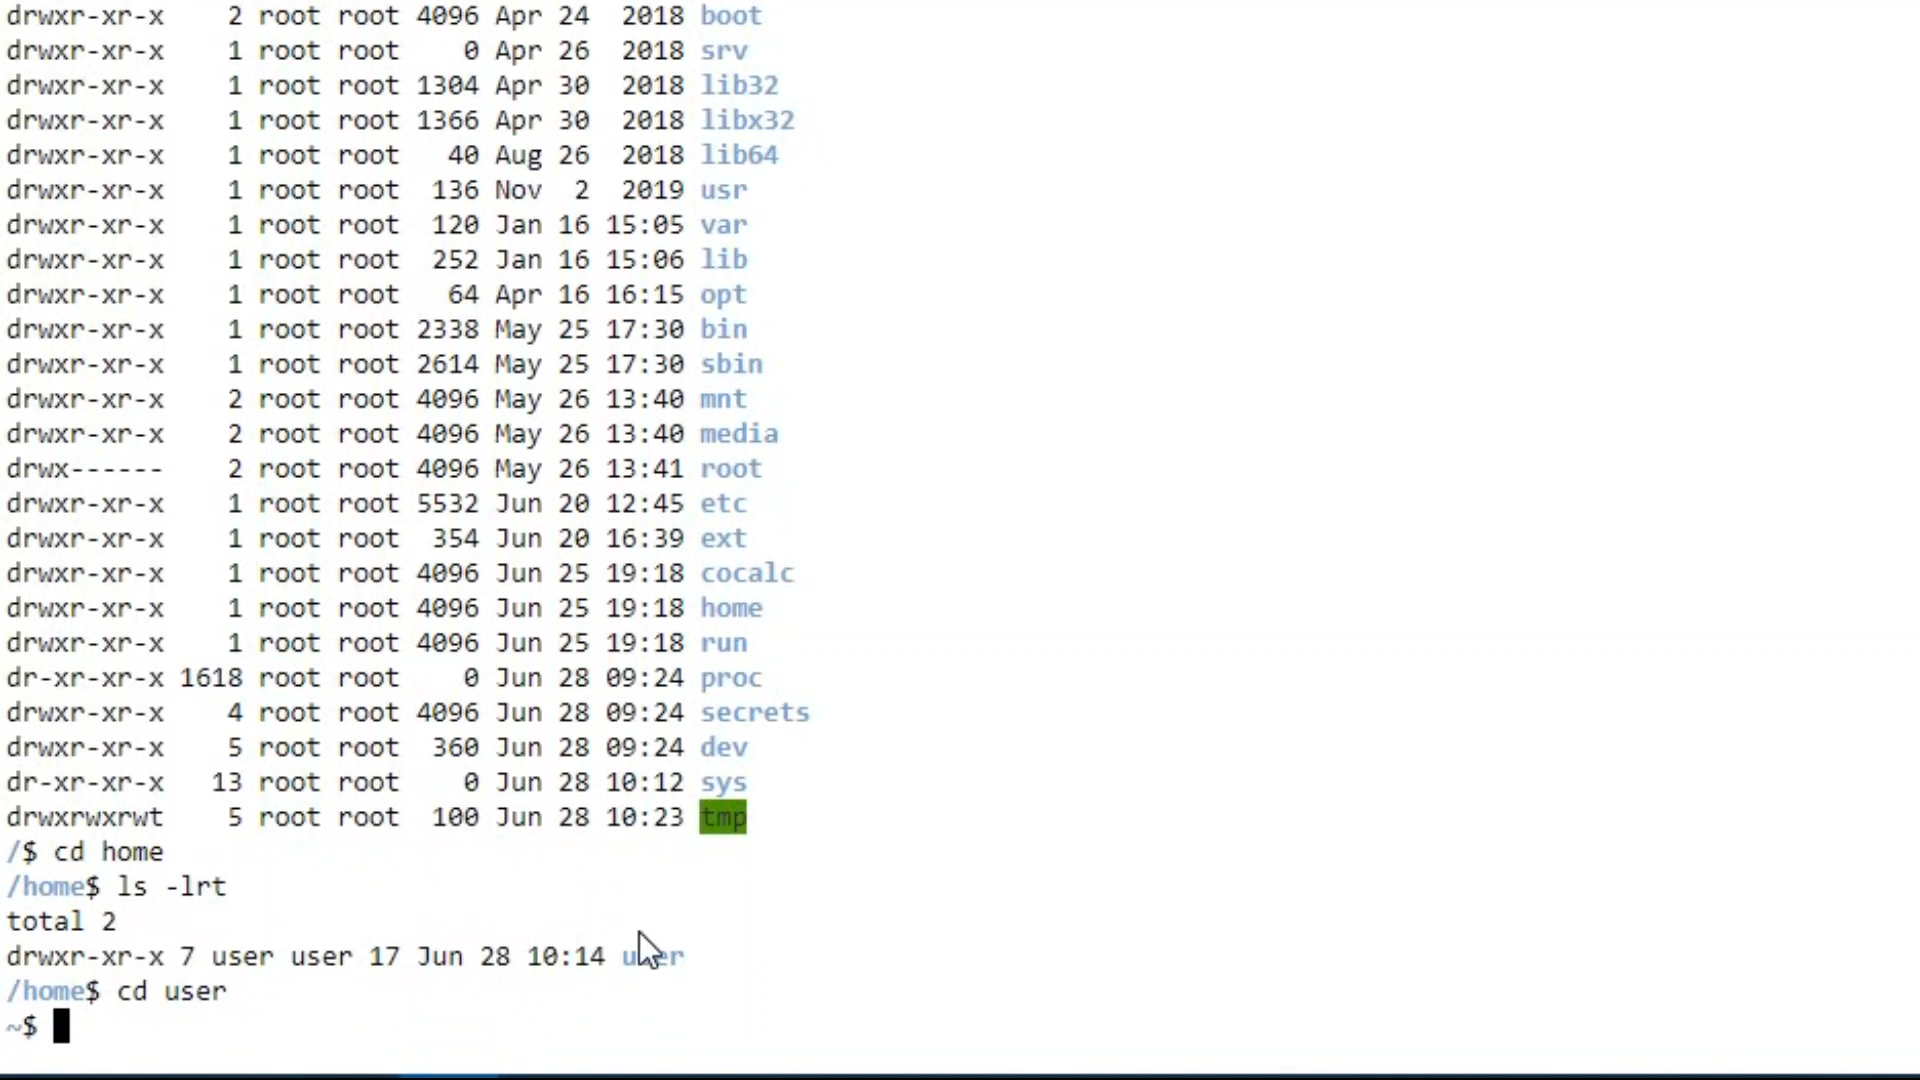 drwxr-xr-x    2 root root 4096 Apr 24  2018 boot
drwxr-xr-x    1 root root    0 Apr 26  2018 srv
drwxr-xr-x    1 root root 1304 Apr 30  2018 lib32
drwxr-xr-x    1 root root 1366 Apr 30  2018 libx32
drwxr-xr-x    1 root root   40 Aug 26  2018 lib64
drwxr-xr-x    1 root root  136 Nov  2  2019 usr
drwxr-xr-x    1 root root  120 Jan 16 15:05 var
drwxr-xr-x    1 root root  252 Jan 16 15:06 lib
drwxr-xr-x    1 root root   64 Apr 16 16:15 opt
drwxr-xr-x    1 root root 2338 May 25 17:30 bin
drwxr-xr-x    1 root root 2614 May 25 17:30 sbin
drwxr-xr-x    2 root root 4096 May 26 13:40 mnt
drwxr-xr-x    2 root root 4096 May 26 13:40 media
drwx------    2 root root 4096 May 26 13:41 root
drwxr-xr-x    1 root root 5532 Jun 20 12:45 etc
drwxr-xr-x    1 root root  354 Jun 20 16:39 ext
drwxr-xr-x    1 root root 4096 Jun 25 19:18 cocalc
drwxr-xr-x    1 root root 4096 Jun 25 19:18 home
drwxr-xr-x    1 root root 4096 Jun 25 19:18 run
dr-xr-xr-x 1618 root root    0 Jun 28 09:24 proc
drwxr-xr-x    4 root root 4096 Jun 28 09:24 secrets
drwxr-xr-x    5 root root  360 Jun 28 09:24 dev
dr-xr-xr-x   13 root root    0 Jun 28 10:12 sys
drwxrwxrwt    5 root root  100 Jun 28 10:23 tmp
/$ cd home
/home$ ls -lrt
total 2
drwxr-xr-x 7 user user 17 Jun 28 10:14 user
/home$ cd user
~$